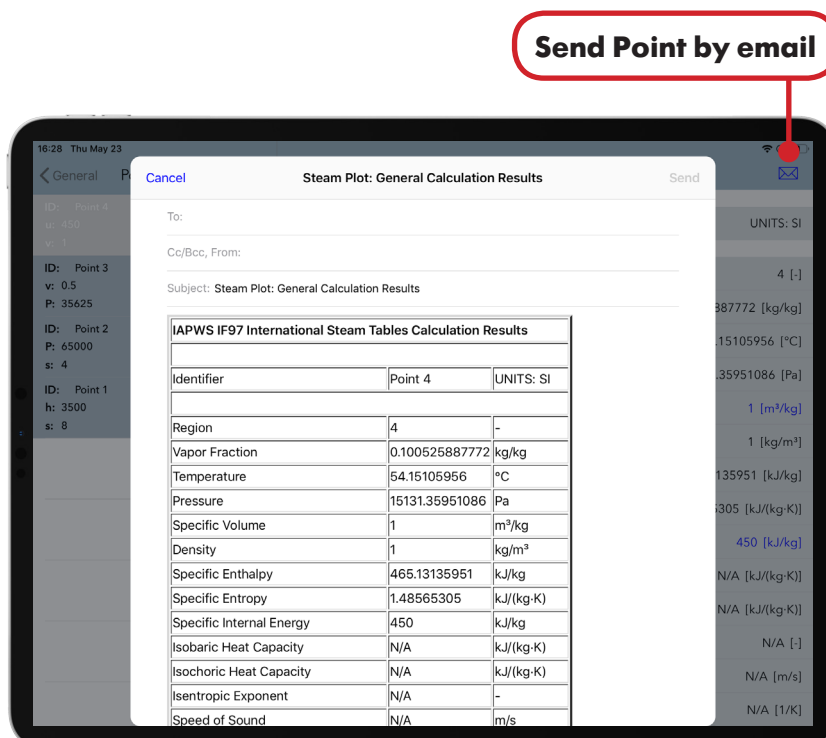 Send Point by email
16:28 Thu May 23
General
Cancel
Steam Plot: General Calculation Results
Send
To:
Cc/Bcc, From:
Subject: Steam Plot: General Calculation Results
ID: Point 4
u: 450
v: 1
ID: Point 3
v: 0.5
P: 35625
ID: Point 2
P: 65000
s: 4
ID: Point 1
h: 3500
s: 8
IAPWS IF97 International Steam Tables Calculation Results
Identifier Point 4 UNITS: SI
Region 4 -
Vapor Fraction 0.100525887772 kg/kg
Temperature 54.15105956 °C
Pressure 15131.35951086 Pa
Specific Volume 1 m³/kg
Density 1 kg/m³
Specific Enthalpy 465.13135951 kJ/kg
Specific Entropy 1.48565305 kJ/(kg·K)
Specific Internal Energy 450 kJ/kg
Isobaric Heat Capacity N/A kJ/(kg·K)
Isochoric Heat Capacity N/A kJ/(kg·K)
Isentropic Exponent N/A -
Speed of Sound N/A m/s
UNITS: SI
4 [-]
887772 [kg/kg]
.15105956 [°C]
.35951086 [Pa]
1 [m³/kg]
1 [kg/m³]
135951 [kJ/kg]
5305 [kJ/(kg·K)]
450 [kJ/kg]
N/A [kJ/(kg·K)]
N/A [kJ/(kg·K)]
N/A [-]
N/A [m/s]
N/A [1/K]